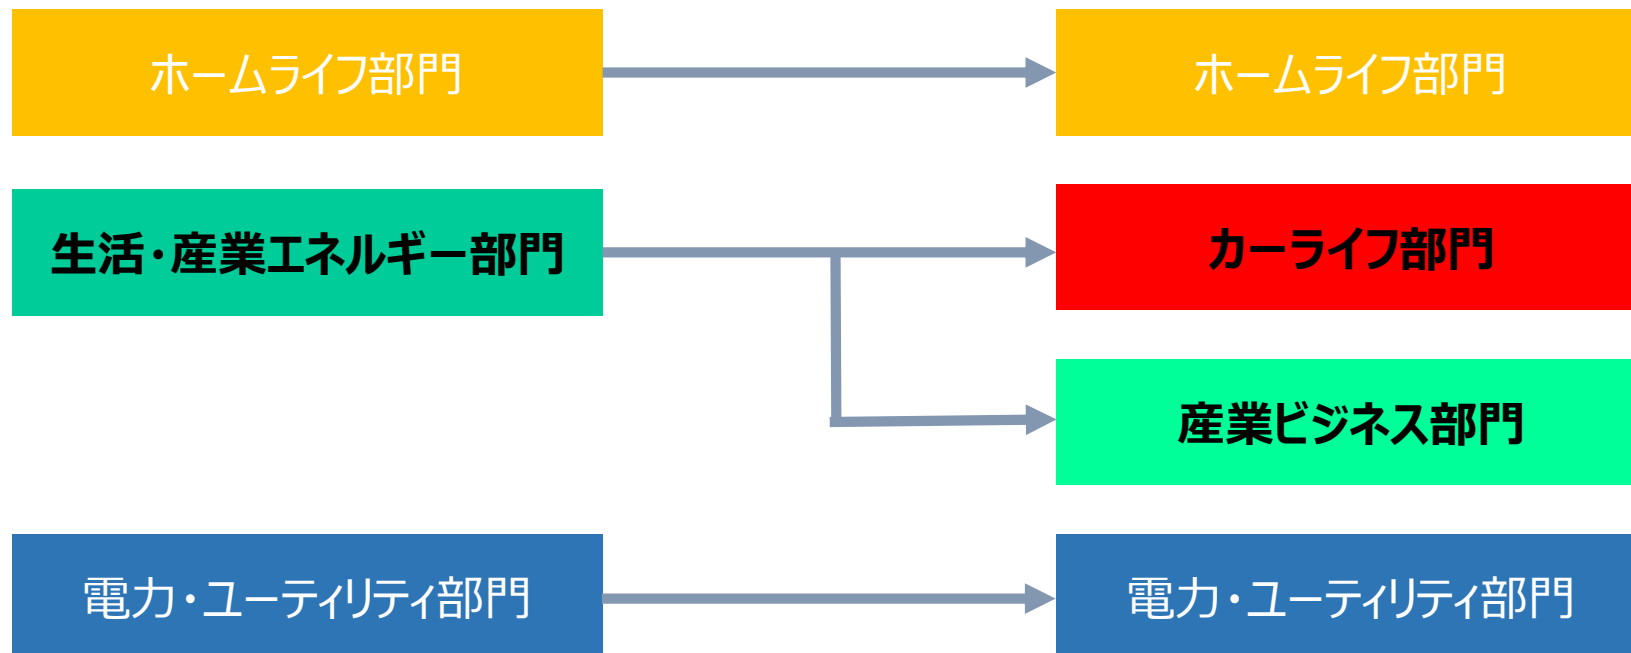 ホームライフ部門
ホームライフ部門
生活・産業エネルギー部門
カーライフ部門
産業ビジネス部門
電力・ユーティリティ部門
電力・ユーティリティ部門